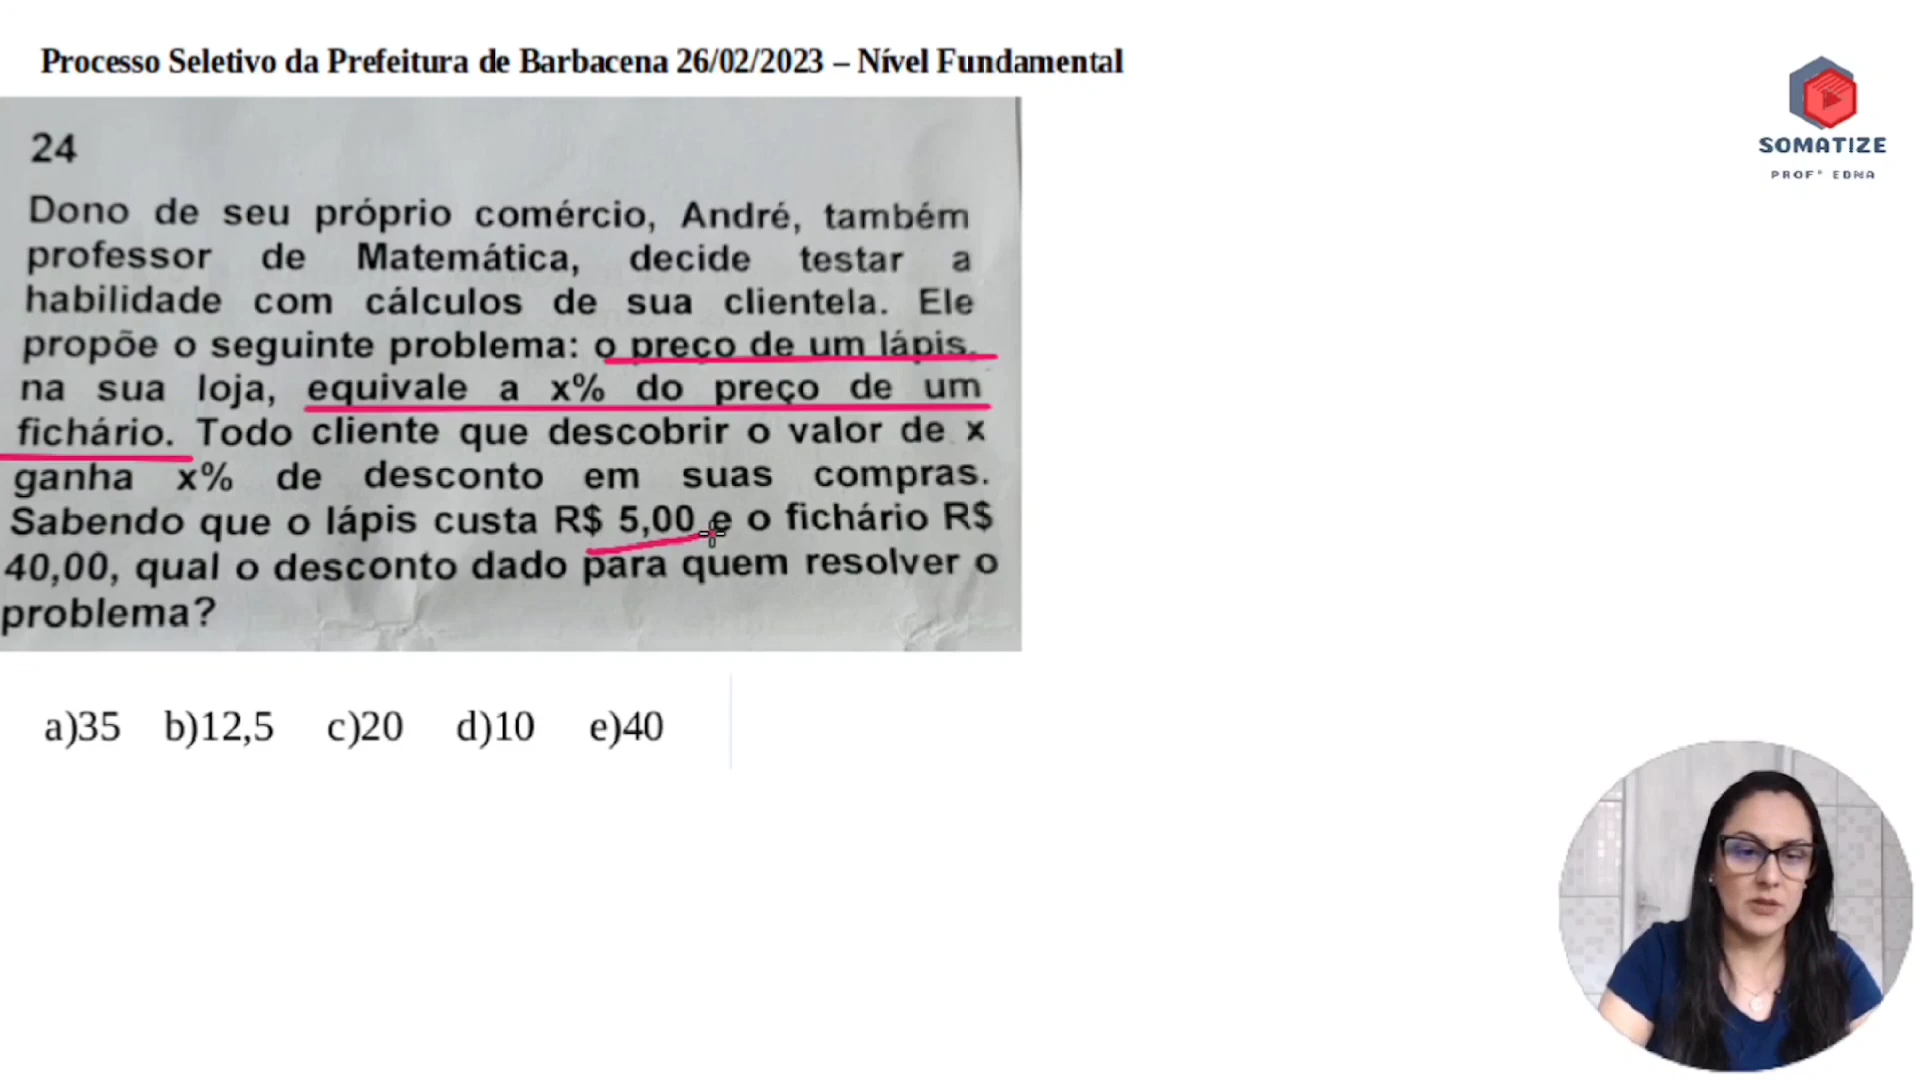 Processo Seletivo da Prefeitura de Barbacena 26/02/2023 – Nível Fundamental
SOMATIZE
PROFª EDNA
24
Dono de seu próprio comércio, André, também
professor de Matemática, decide testar a
habilidade com cálculos de sua clientela. Ele
propõe o seguinte problema: o preço de um lápis,
na sua loja, equivale a x% do preço de um
fichário. Todo cliente que descobrir o valor de x
ganha x% de desconto em suas compras.
Sabendo que o lápis custa R$ 5,00 e o fichário R$
40,00, qual o desconto dado para quem resolver o
problema?
a)35 b)12,5 c)20 d)10 e)40